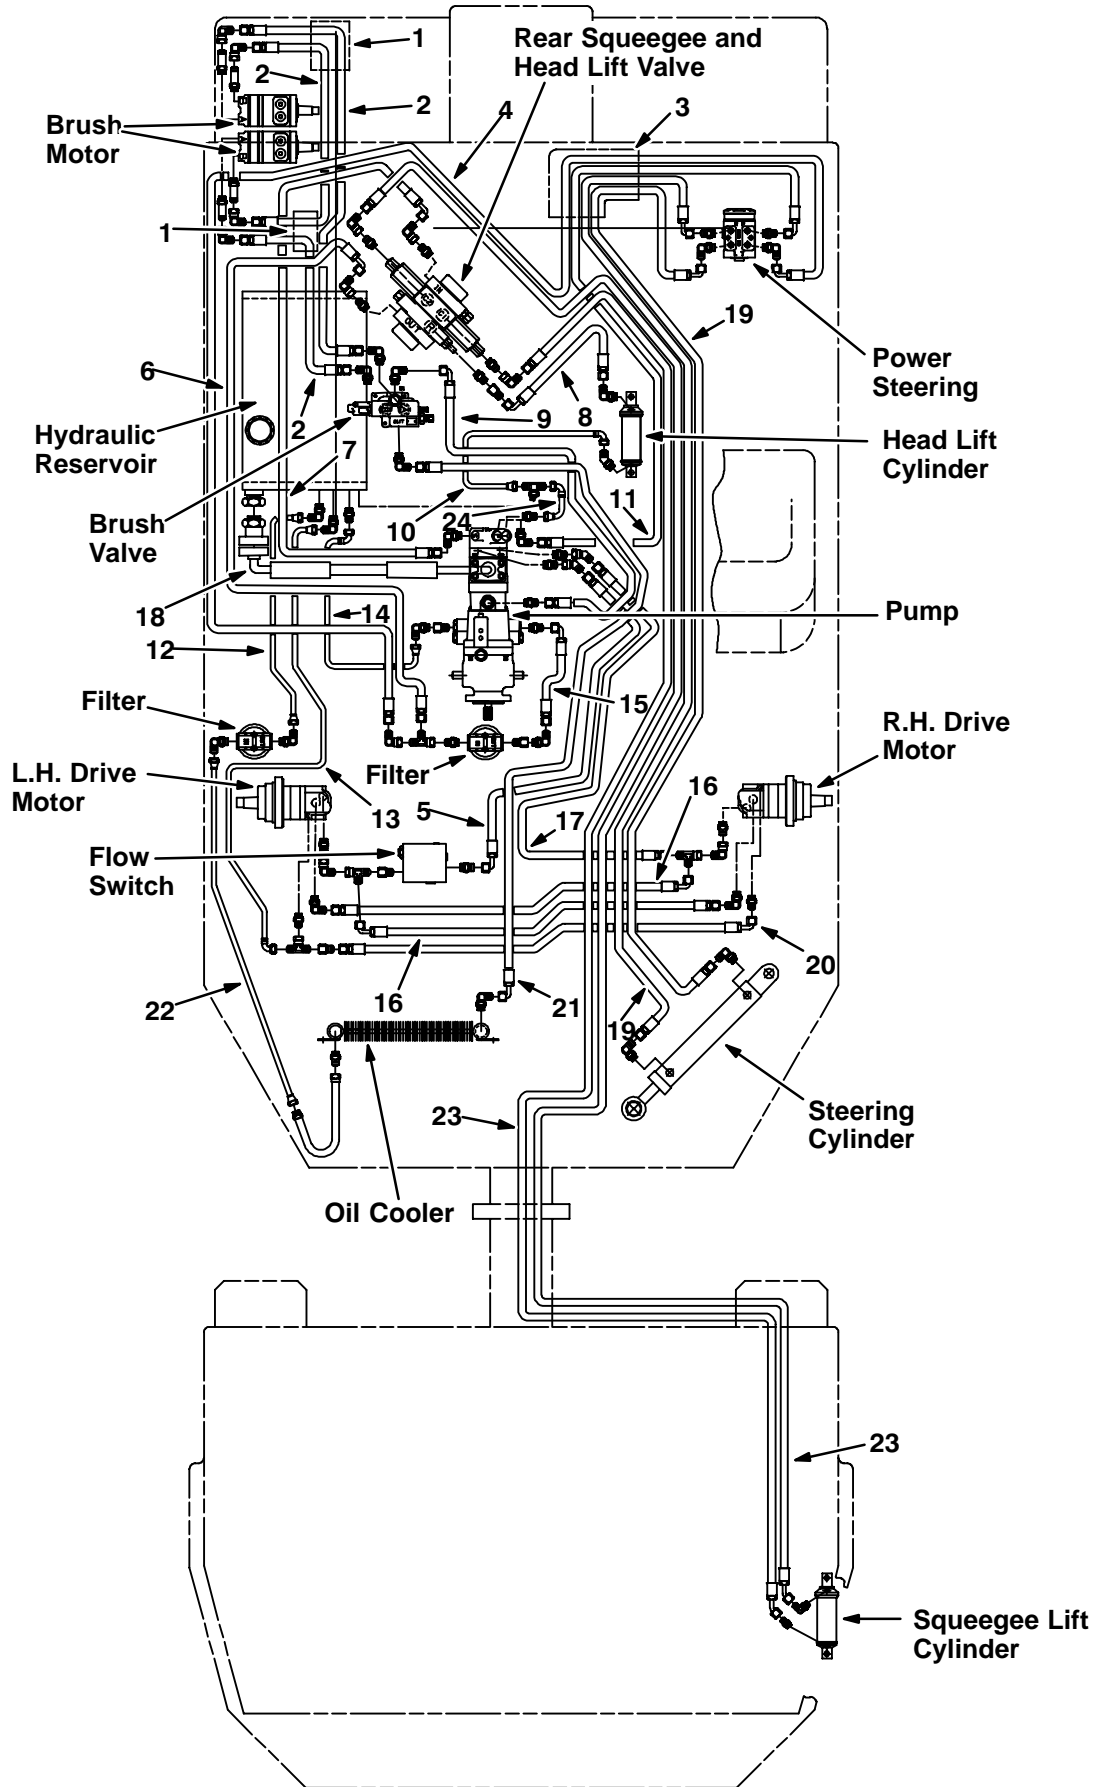 1
Rear Squeegee and
Head Lift Valve
2
2
4
3
Brush
Motor
1
19
6
Power
Steering
8
9
Hydraulic
Reservoir
2
7
Head Lift
Cylinder
10
24
11
Brush
Valve
18
14
Pump
12
Filter
15
R.H. Drive
Motor
L.H. Drive
Motor
Filter
13
5
17
16
Flow
Switch
20
22
16
21
19
23
Steering
Cylinder
Oil Cooler
23
Squeegee Lift
Cylinder
IN
OUT
OUT